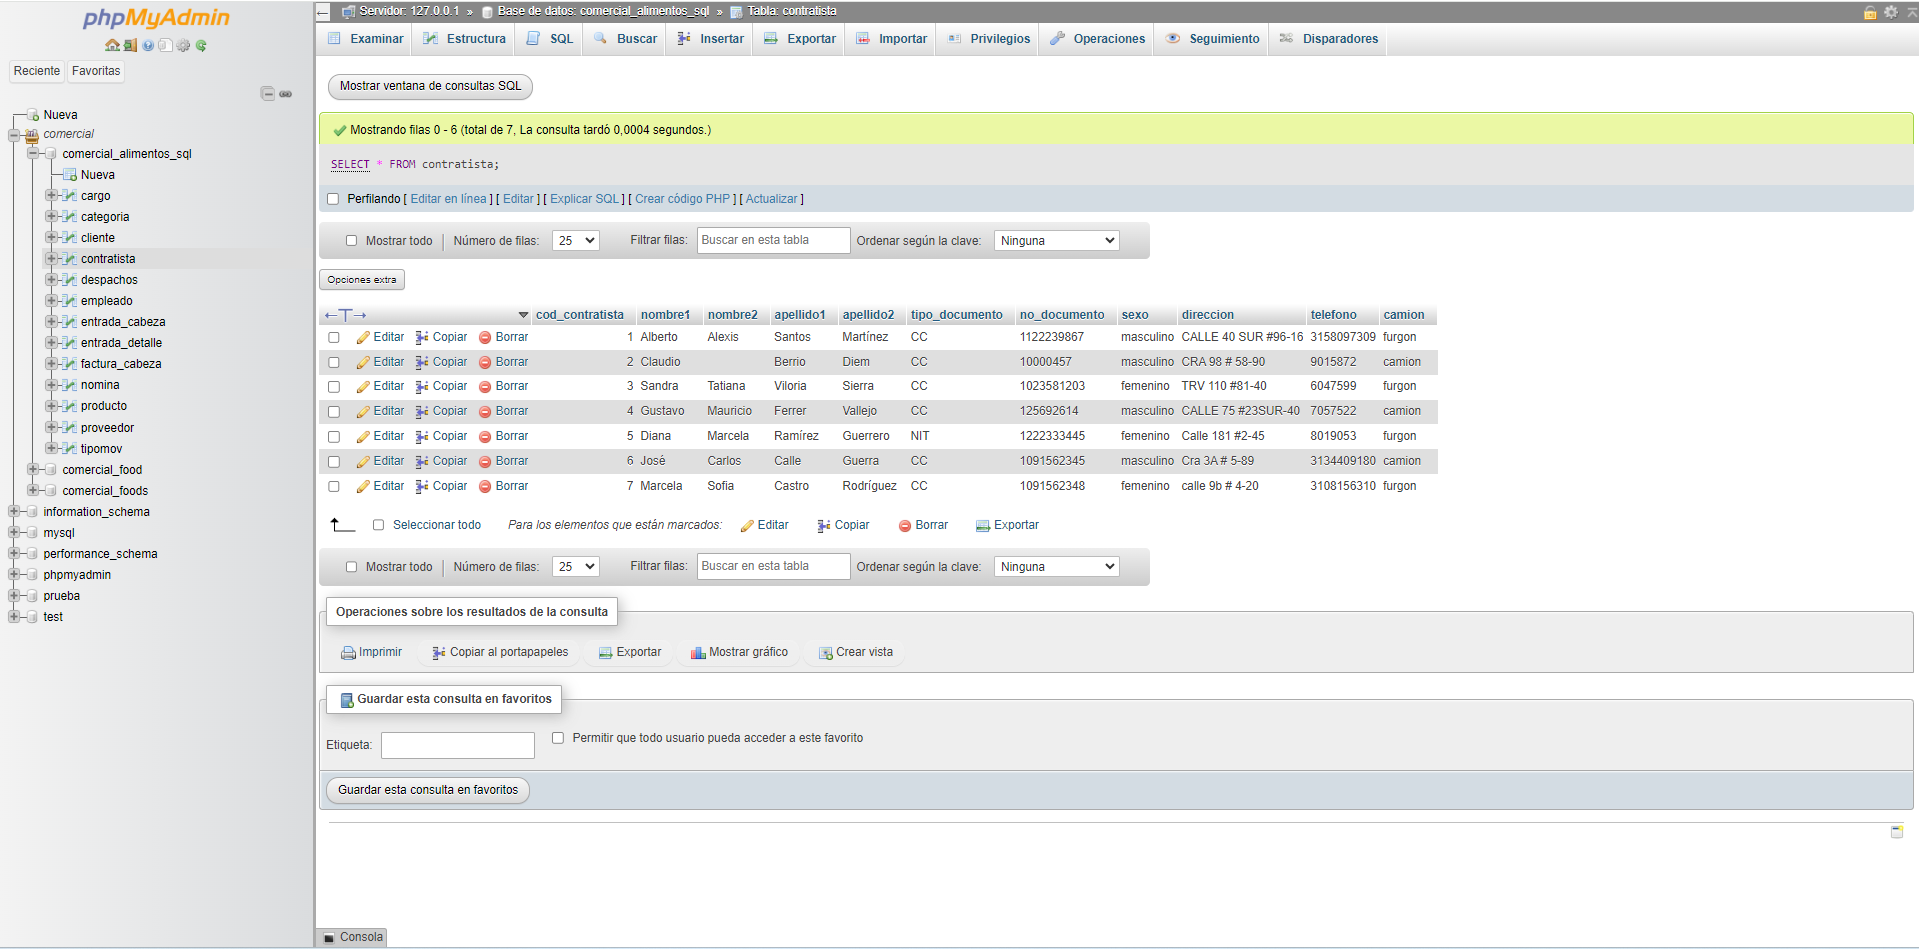 phpMyAdmin
Reciente Favoritas
Nueva
comercial
comercial_alimentos_sql
Nueva
cargo
categoria
cliente
contratista
despachos
empleado
entrada_cabeza
entrada_detalle
factura_cabeza
nomina
producto
proveedor
tipomov
comercial_food
comercial_foods
information_schema
mysql
performance_schema
phpmyadmin
prueba
test
Servidor: 127.0.0.1 » Base de datos: comercial_alimentos_sql » Tabla: contratista
Examinar Estructura SQL Buscar Insertar Exportar Importar Privilegios Operaciones Seguimiento Disparadores
Mostrar ventana de consultas SQL
Mostrando filas 0 - 6 (total de 7, La consulta tardó 0,0004 segundos.)
SELECT * FROM contratista;
Perfilando [ Editar en línea ] [ Editar ] [ Explicar SQL ] [ Crear código PHP ] [ Actualizar ]
Mostrar todo Número de filas: 25 Filtrar filas: Buscar en esta tabla Ordenar según la clave: Ninguna
Opciones extra
←T→ cod_contratista nombre1 nombre2 apellido1 apellido2 tipo_documento no_documento sexo direccion telefono camion
Editar Copiar Borrar 1 Alberto Alexis Santos Martínez CC 1122239867 masculino CALLE 40 SUR #96-16 3158097309 furgon
Editar Copiar Borrar 2 Claudio Berrio Diem CC 10000457 masculino CRA 98 # 58-90 9015872 camion
Editar Copiar Borrar 3 Sandra Tatiana Viloria Sierra CC 1023581203 femenino TRV 110 #81-40 6047599 furgon
Editar Copiar Borrar 4 Gustavo Mauricio Ferrer Vallejo CC 125692614 masculino CALLE 75 #23SUR-40 7057522 camion
Editar Copiar Borrar 5 Diana Marcela Ramírez Guerrero NIT 1222333445 femenino Calle 181 #2-45 8019053 furgon
Editar Copiar Borrar 6 José Carlos Calle Guerra CC 1091562345 masculino Cra 3A # 5-89 3134409180 camion
Editar Copiar Borrar 7 Marcela Sofia Castro Rodríguez CC 1091562348 femenino calle 9b # 4-20 3108156310 furgon
Seleccionar todo Para los elementos que están marcados: Editar Copiar Borrar Exportar
Mostrar todo Número de filas: 25 Filtrar filas: Buscar en esta tabla Ordenar según la clave: Ninguna
Operaciones sobre los resultados de la consulta
Imprimir Copiar al portapapeles Exportar Mostrar gráfico Crear vista
Guardar esta consulta en favoritos
Etiqueta: Permitir que todo usuario pueda acceder a este favorito
Guardar esta consulta en favoritos
Consola